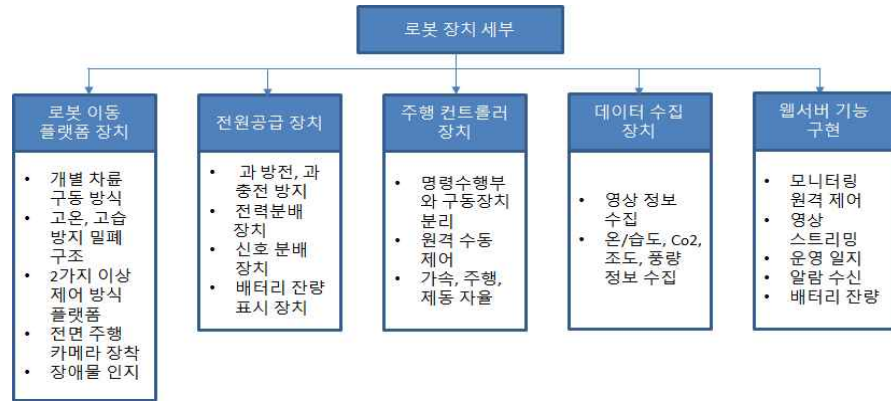 로봇 장치 세부
로봇 이동
플랫폼 장치
• 개별 차륜
구동 방식
• 고온, 고습
방지 밀폐
구조
• 2가지 이상
제어 방식
플랫폼
• 전면 주행
카메라 장착
• 장애물 인지
전원공급 장치
• 과 방전, 과
충전 방지
• 전력분배
장치
• 신호 분배
장치
• 배터리 잔량
표시 장치
주행 컨트롤러
장치
• 명령수행부
와 구동장치
분리
• 원격 수동
제어
• 가속, 주행,
제동 자율
데이터 수집
장치
• 영상 정보
수집
• 온/습도, Co2,
조도, 풍량
정보 수집
웹서버 기능
구현
• 모니터링
원격 제어
• 영상
스트리밍
• 운영 일지
• 알람 수신
• 배터리 잔량